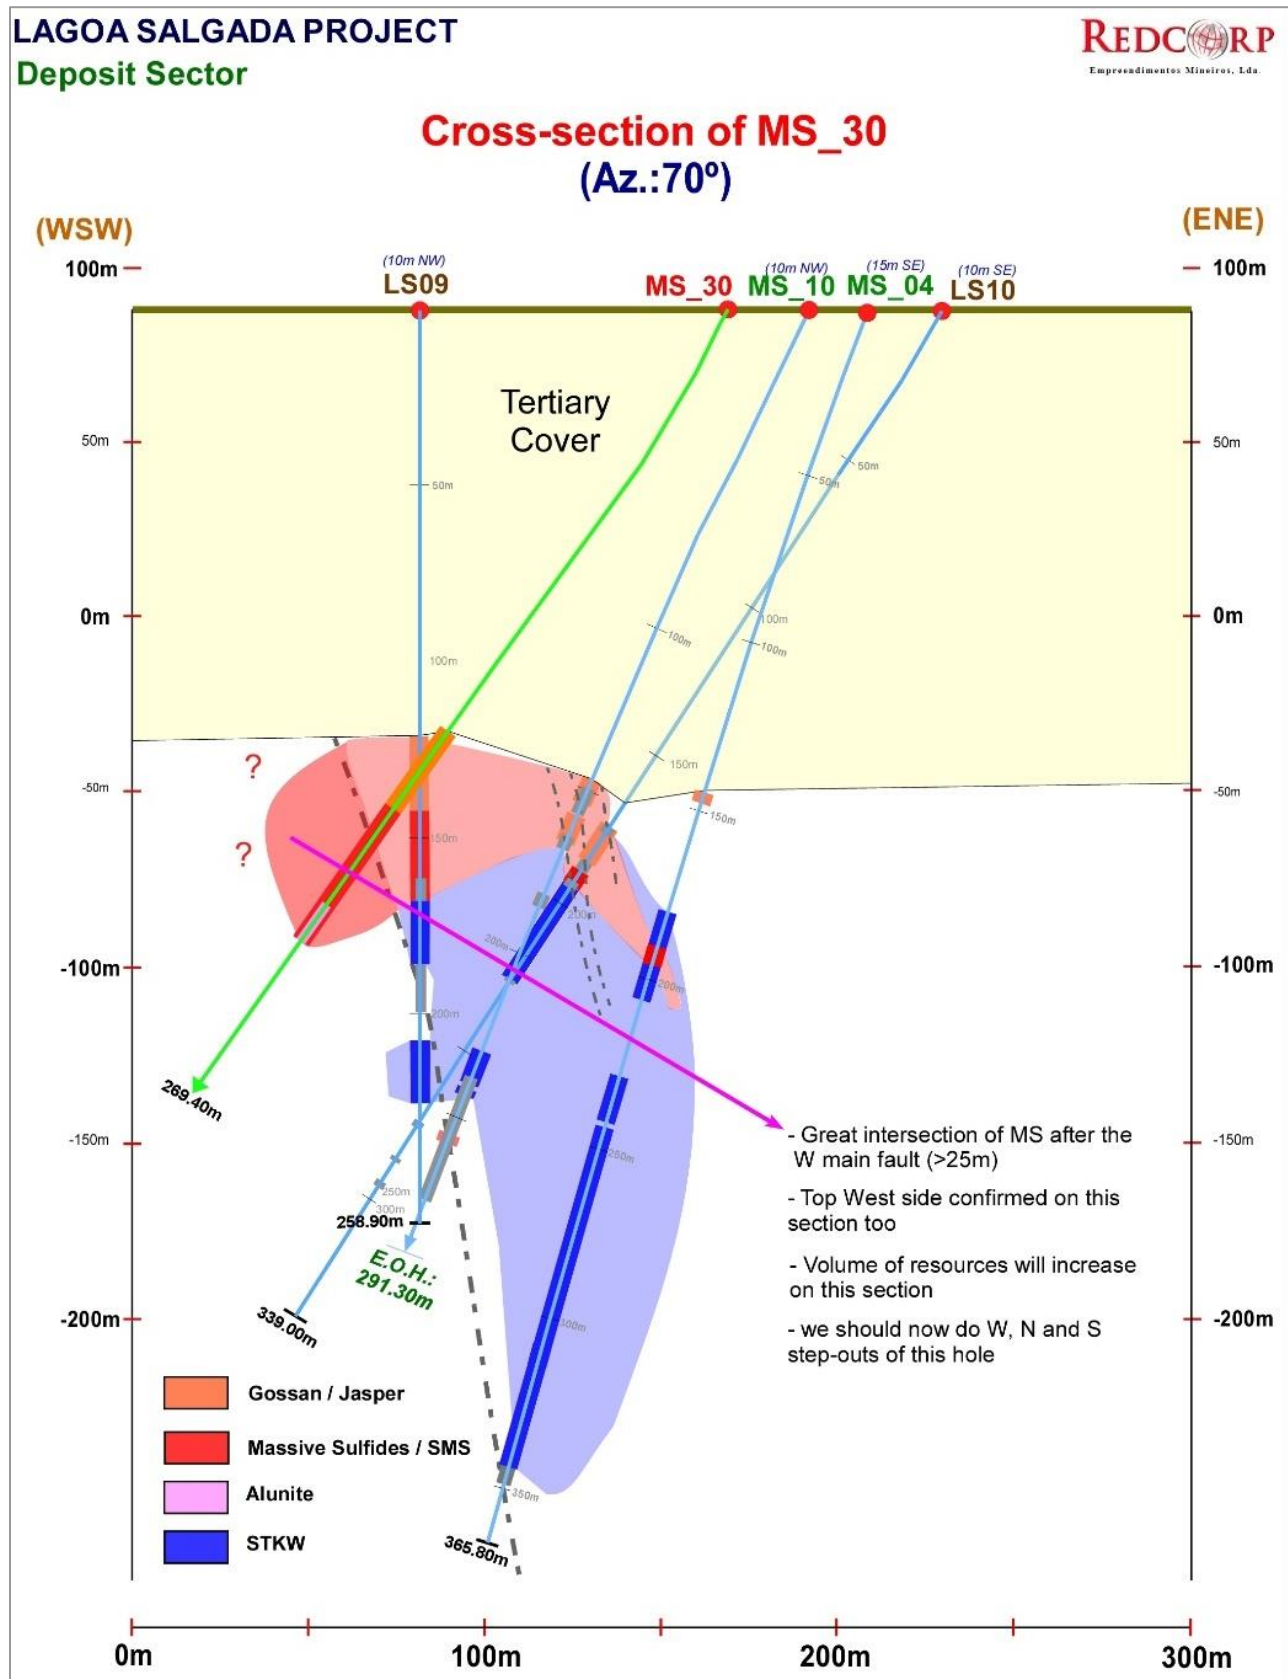 LAGOA SALGADA PROJECT
Deposit Sector
REDCORP
Empreendimentos Mineiros, Lda.
Cross-section of MS_30
(Az.:70º)
(WSW)
(ENE)
100m
100m
(10m NW)
LS09
MS_30
(10m NW)
MS_10
(15m SE)
MS_04
(10m SE)
LS10
Tertiary
Cover
50m
50m
50m
50m
50m
0m
0m
100m
100m
100m
100m
150m
-50m
-50m
?
?
150m
150m
200m
200m
200m
200m
-100m
-100m
269.40m
-150m
-150m
250m
250m
300m
258.90m
E.O.H.:
291.30m
339.00m
-200m
-200m
300m
350m
365.80m
- Great intersection of MS after the
W main fault (>25m)
- Top West side confirmed on this
section too
- Volume of resources will increase
on this section
- we should now do W, N and S
step-outs of this hole
Gossan / Jasper
Massive Sulfides / SMS
Alunite
STKW
0m
100m
200m
300m